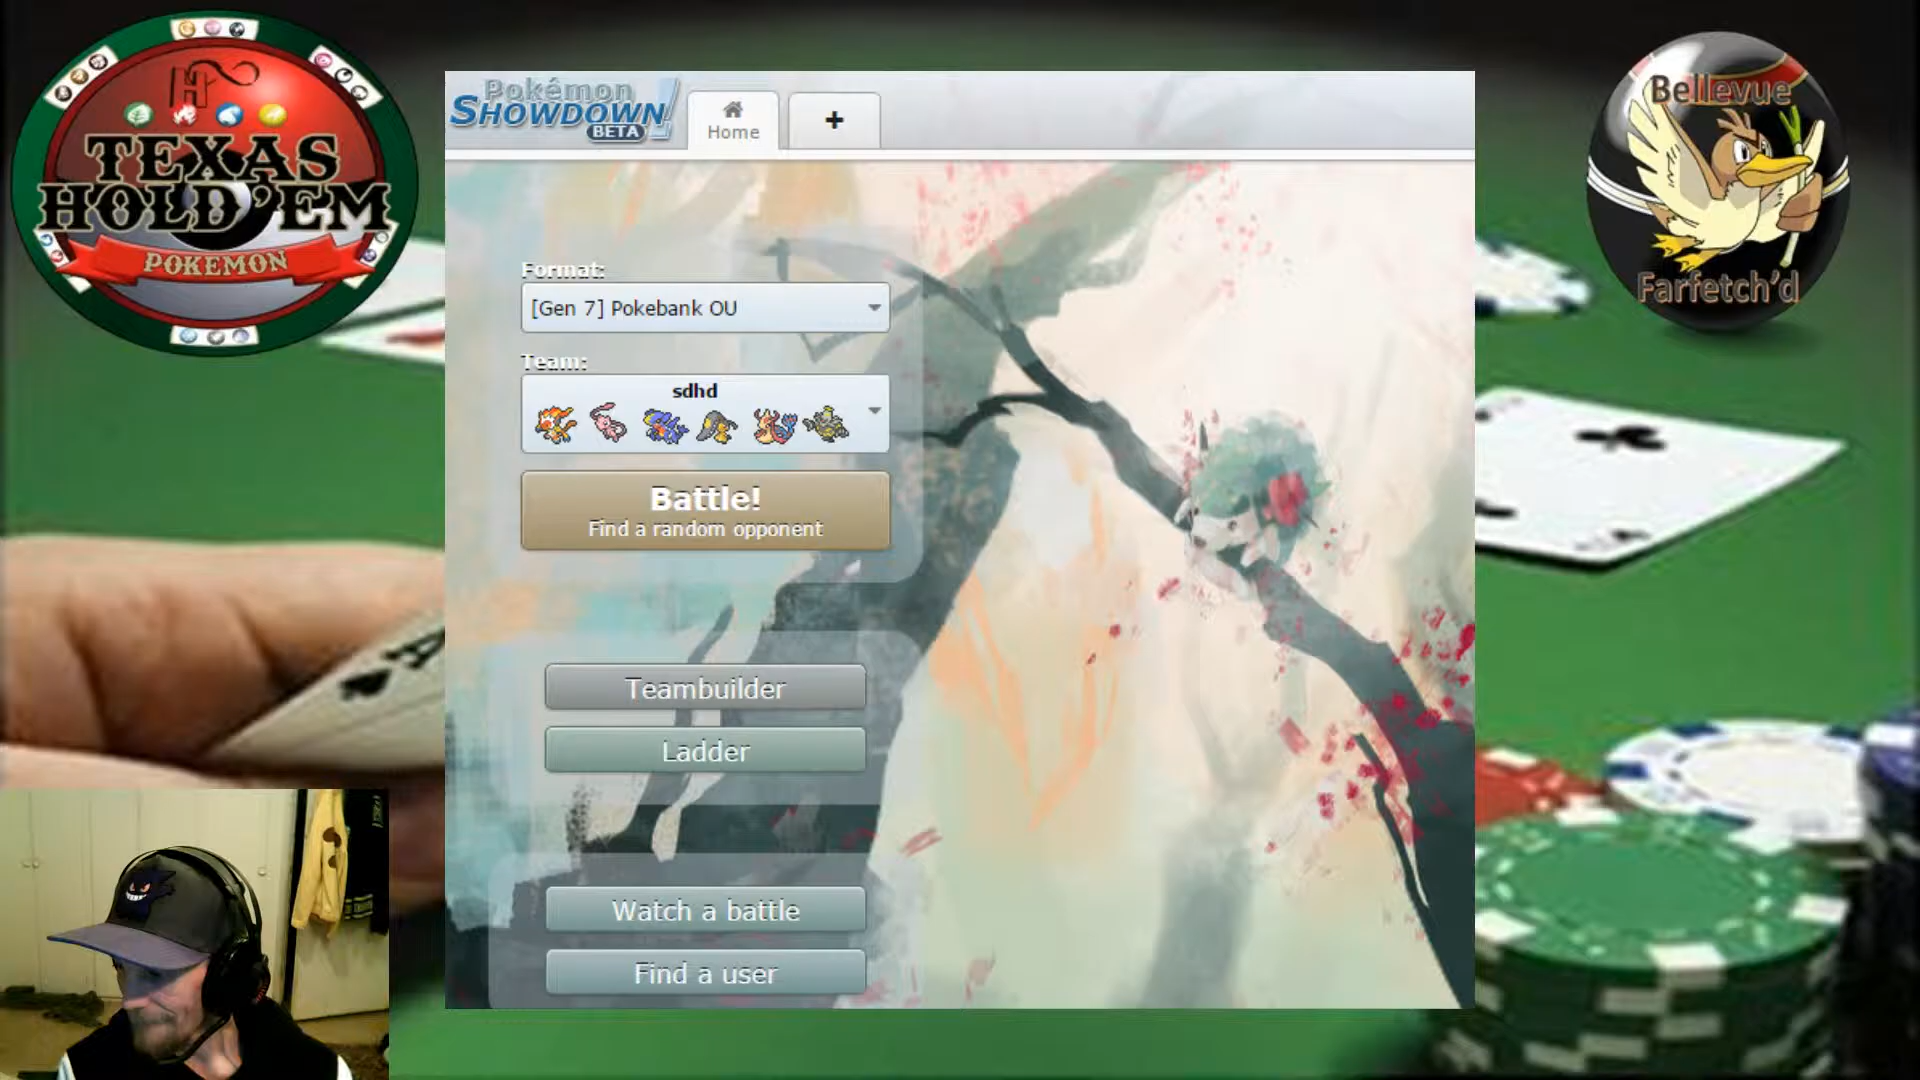 TEXAS
HOLD'EM
POKEMON
Pokémon
SHOWDOWN!
BETA
Home
+
Bellevue
Farfetch'd
Format:
[Gen 7] Pokebank OU
Team:
sdhd
Battle!
Find a random opponent
Teambuilder
Ladder
Watch a battle
Find a user
A